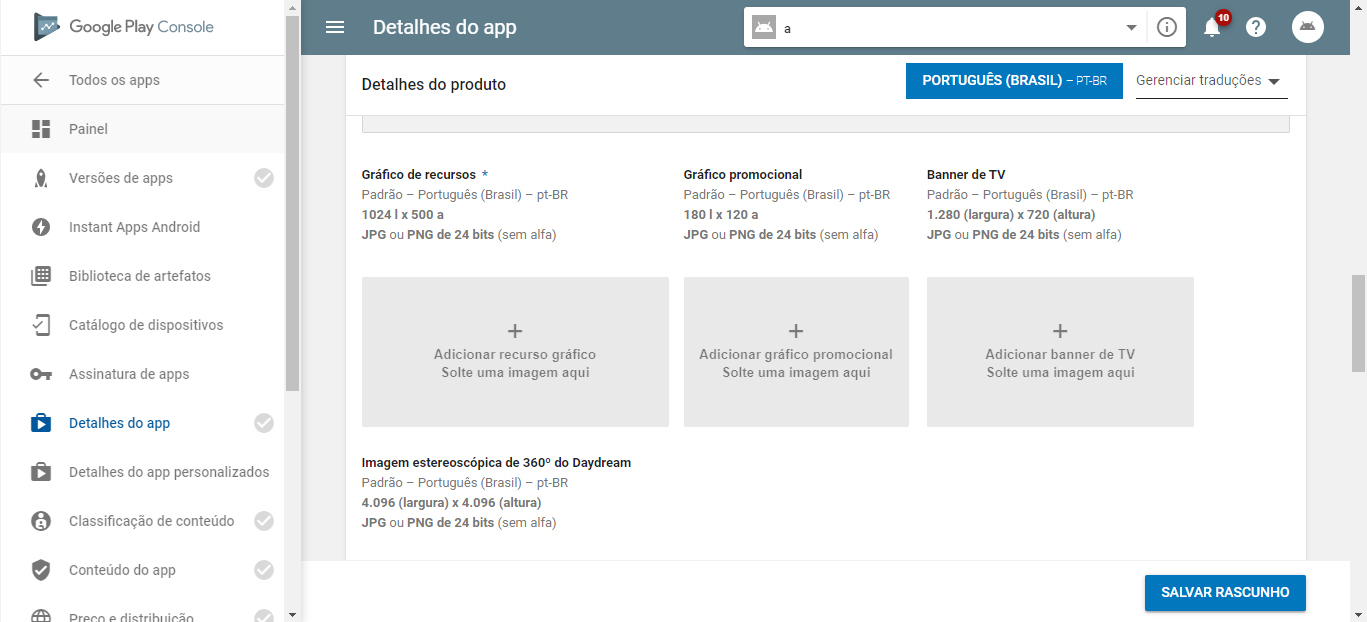 Google Play Console
Todos os apps
Painel
Versões de apps
Instant Apps Android
Biblioteca de artefatos
Catálogo de dispositivos
Assinatura de apps
Detalhes do app
Detalhes do app personalizados
Classificação de conteúdo
Conteúdo do app
Preço e distribuição
Detalhes do app
a
10
Detalhes do produto
PORTUGUÊS (BRASIL) – PT-BR
Gerenciar traduções
Gráfico de recursos *
Padrão – Português (Brasil) – pt-BR
1024 l x 500 a
JPG ou PNG de 24 bits (sem alfa)
Gráfico promocional
Padrão – Português (Brasil) – pt-BR
180 l x 120 a
JPG ou PNG de 24 bits (sem alfa)
Banner de TV
Padrão – Português (Brasil) – pt-BR
1.280 (largura) x 720 (altura)
JPG ou PNG de 24 bits (sem alfa)
Adicionar recurso gráfico
Solte uma imagem aqui
Adicionar gráfico promocional
Solte uma imagem aqui
Adicionar banner de TV
Solte uma imagem aqui
Imagem estereoscópica de 360º do Daydream
Padrão – Português (Brasil) – pt-BR
4.096 (largura) x 4.096 (altura)
JPG ou PNG de 24 bits (sem alfa)
SALVAR RASCUNHO